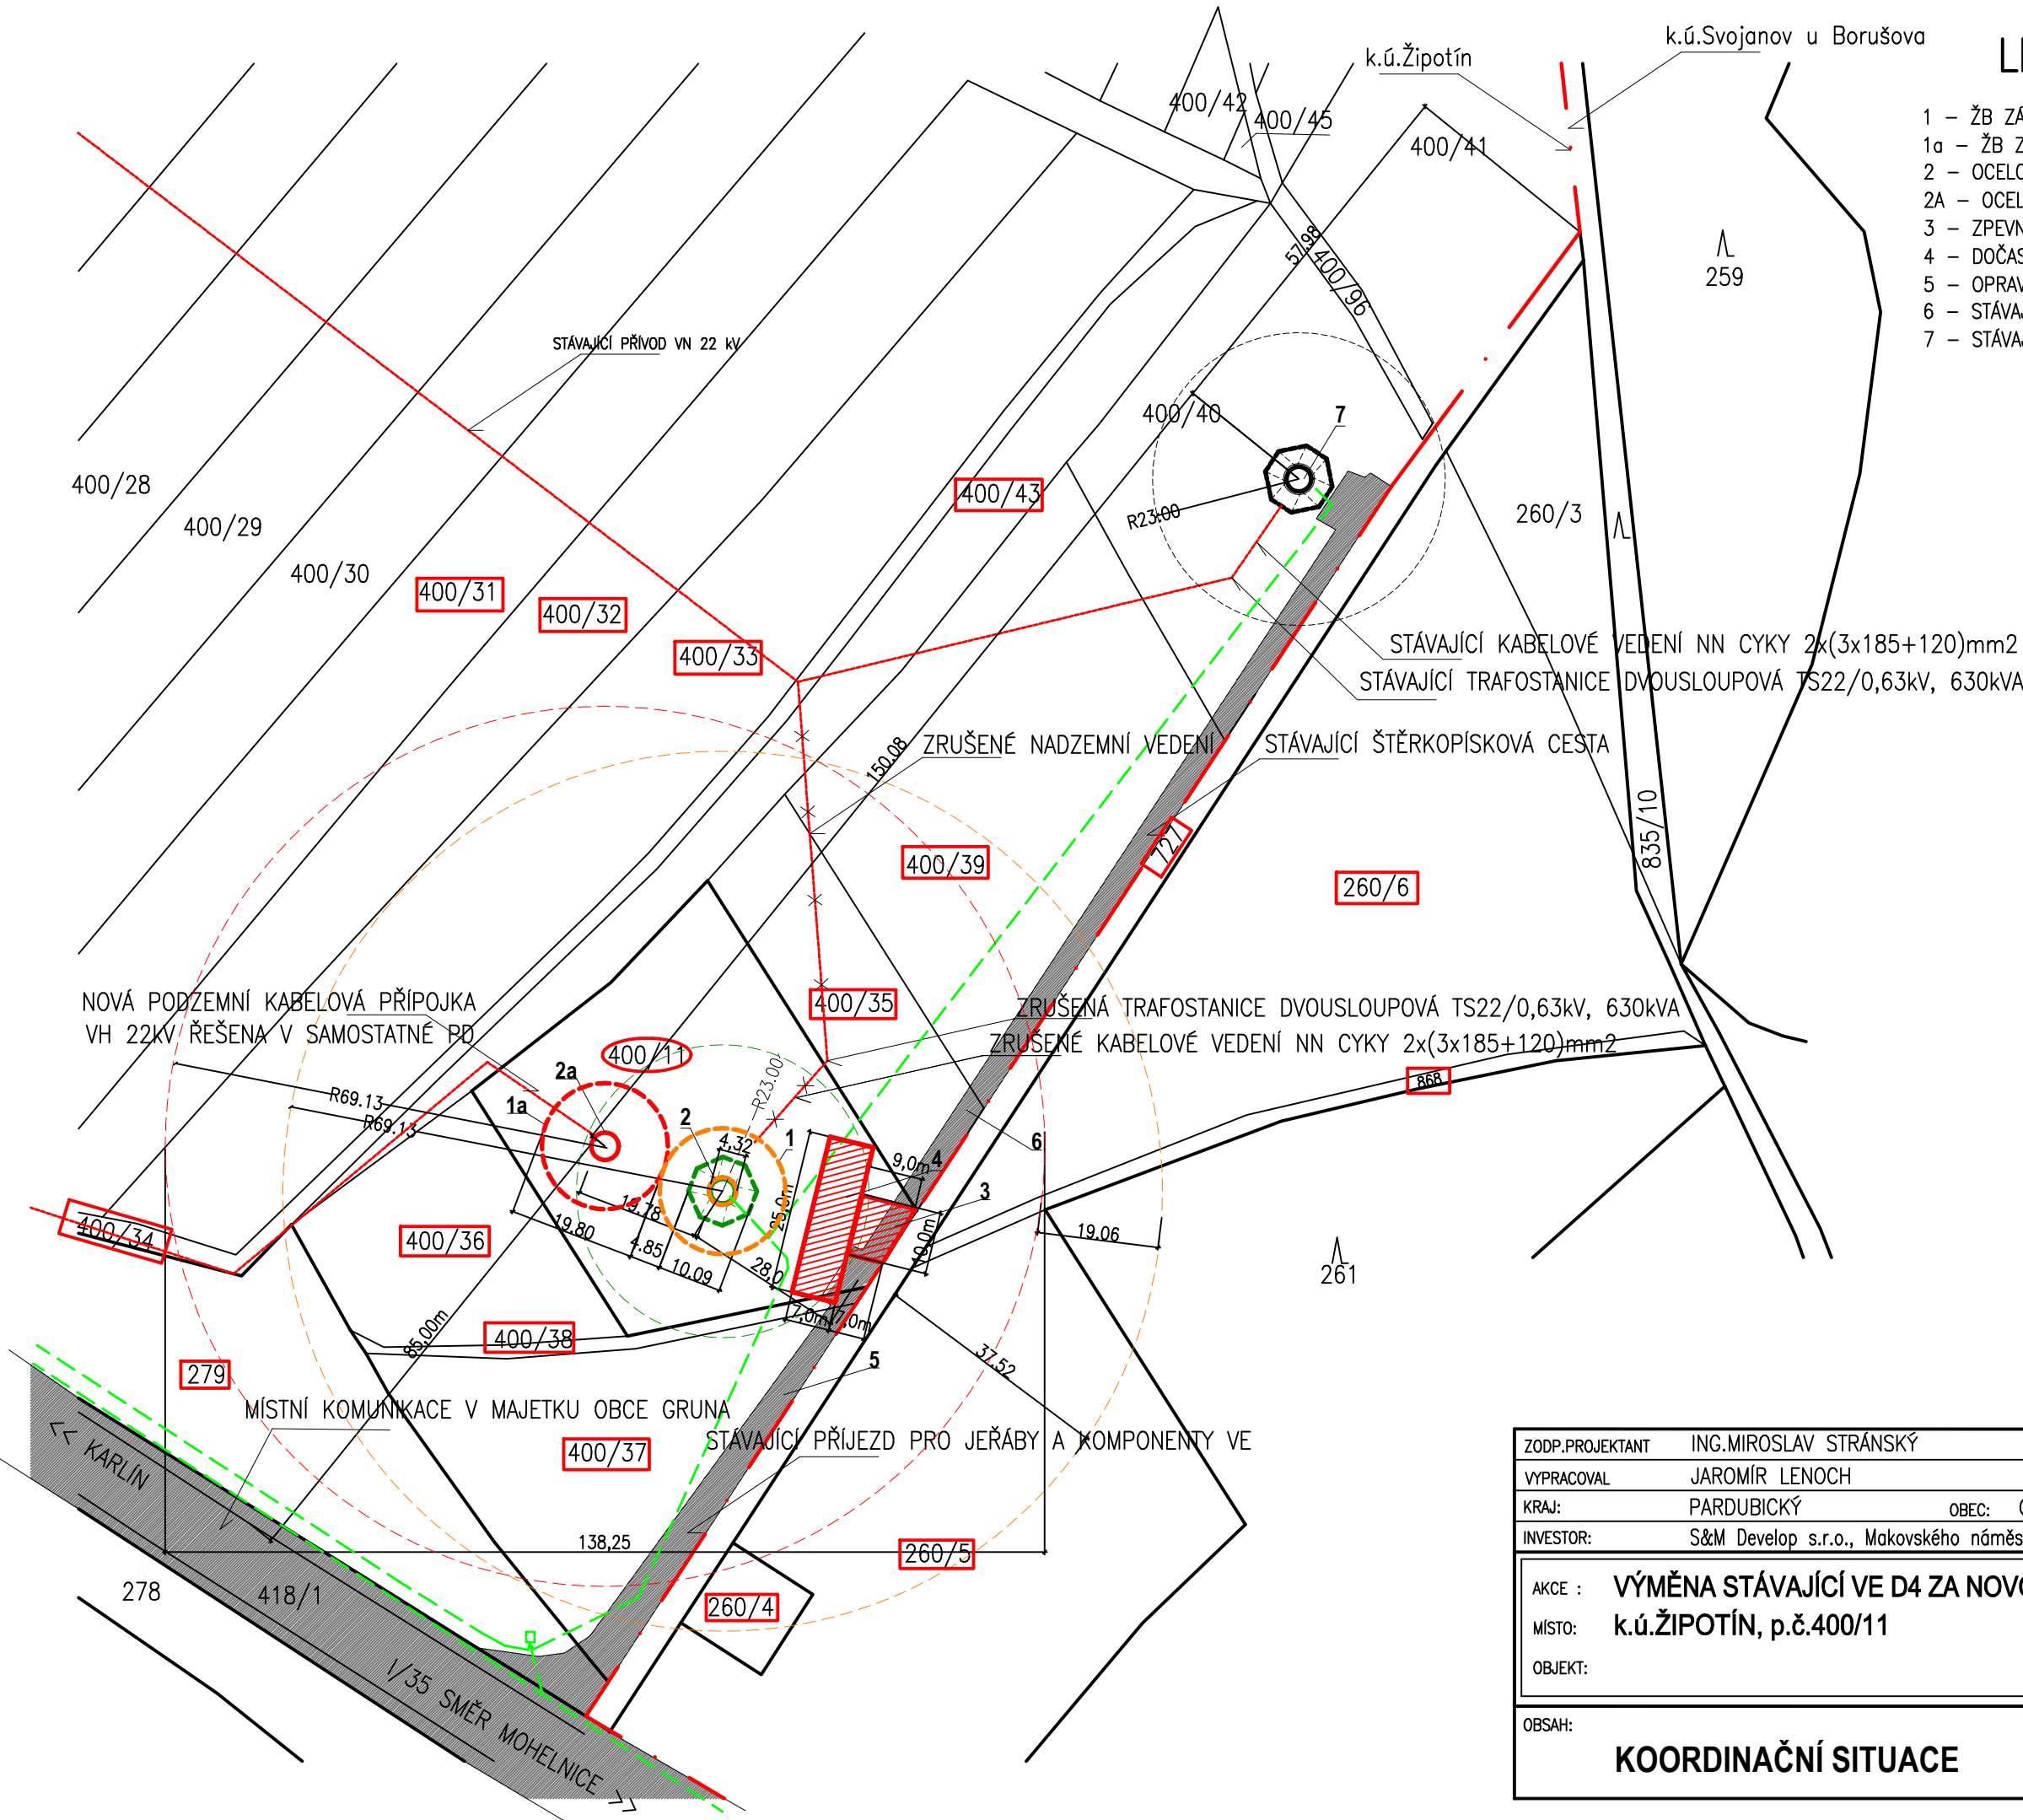 k.ú.Svojanov u Borušova
k.ú.Žipotín
1 – ŽB
1a – ŽB
2 –
2A –
3 –
4 –
5 –
6 –
7 –
400/42
400/45
400/41
57.98
400/96
259
STÁVAJÍCÍ PŘÍVOD VN 22 kV
400/40
7
400/28
400/29
400/30
400/31
400/32
400/33
400/43
R23.00
260/3
STÁVAJÍCÍ KABELOVÉ VEDENÍ NN CYKY 2x(3x185+120)mm2
STÁVAJÍCÍ TRAFOSTANICE DVOUSLOUPOVÁ TS22/0,63kV, 630kVA
150.08
ZRUŠENÉ NADZEMNÍ VEDENÍ
STÁVAJÍCÍ ŠTĚRKOPÍSKOVÁ CESTA
727
835/10
400/39
260/6
400/35
NOVÁ PODZEMNÍ KABELOVÁ PŘÍPOJKA
VH 22kV ŘEŠENA V SAMOSTATNÉ PD
ZRUŠENÁ TRAFOSTANICE DVOUSLOUPOVÁ TS22/0,63kV, 630kVA
ZRUŠENÉ KABELOVÉ VEDENÍ NN CYKY 2x(3x185+120)mm2
400/11
2a
1a
R69.13
R69.13
R23.00
2
1
4,32
868
6
9,0m
4
3
25,0m
19.78
19.80
4.85
10.09
28,0
10,0m
7,0m
7,0m
19.06
400/34
400/36
261
85,00m
400/38
37.52
5
279
MÍSTNÍ KOMUNIKACE V MAJETKU OBCE GRUNA
STÁVAJÍCÍ PŘÍJEZD PRO JEŘÁBY A KOMPONENTY VE
400/37
<< KARLÍN
138,25
260/5
278
418/1
260/4
I/35 SMĚR MOHELNICE >>
ZODP.PROJEKTANT ING.MIROSLAV STRÁNSKÝ
VYPRACOVAL JAROMÍR LENOCH
KRAJ: PARDUBICKÝ OBEC:
INVESTOR: S&M Develop s.r.o., Makovského
AKCE : VÝMĚNA STÁVAJÍCÍ VE D4 ZA
MÍSTO: k.ú.ŽIPOTÍN, p.č.400/11
OBJEKT:
OBSAH:
KOORDINAČNÍ SITUACE